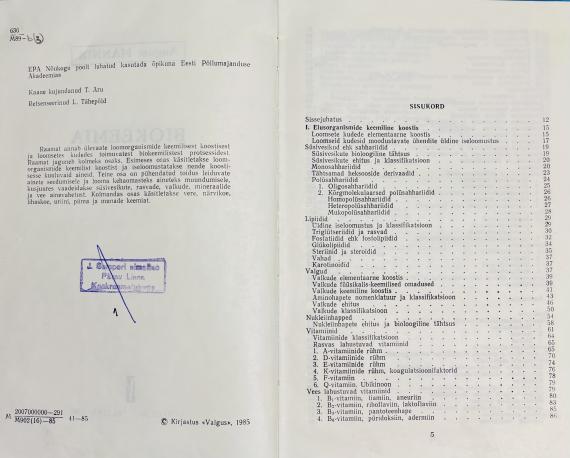 636
EPA Nõukogu poolt lubatud kasutada õpikuna Eesti Põllumajanduse
Akadeemias
Kaane kujundanud T. Aru
Retsenseerinud L. Tähepõld
Raamat annab ülevaate loomorganismide keemilisest koostisest
ja loomsetes kudedes toimuvatest biokeemilistest protsessidest.
Raamat jaguneb kolmeks osaks. Esimeses osas käsitletakse loom-
organismide keemilist koostist ja iseloomustatakse nende koostis-
sesse kuuluvaid aineid. Teine osa on pühendatud toidus leiduvate
ainete seedumisele ja looma kehaomasteks aineteks muundumisele,
kusjuures vaadeldakse süsivesikute, rasvade, valkude, mineraalide
ja vee ainevahetust. Kolmandas osas käsitletakse vere, närvikoe,
lihaskoe, uriini, piima ja munade keemiat.
1
M 2007000000—291
M902(16)—85 41—85
© Kirjastus «Valgus», 1985
SISUKORD
Sissejuhatus 12
I. Elusorganismide keemiline koostis 15
Loomsete kudede elementaarne koostis 15
Loomseid kudesid moodustavate ühendite üldine iseloomustus 17
Süsivesikud ehk sahhariidid 19
Süsivesikute bioloogiline tähtsus 19
Süsivesikute ehitus ja klassifikatsioon 20
Monosahhariidid 20
Tähtsamad heksooside derivaadid 23
Polüsahhariidid 24
1. Oligosahhariidid 25
2. Kõrgmolekulaarsed polüsahhariidid 26
Homopolüsahhariidid 26
Heteropolüsahhariidid 27
Mukopolüsahhariidid 28
Lipiidid 29
Üldine iseloomustus ja klassifikatsioon 29
Triglütseriidid ja rasvad 30
Fosfatiidid ehk fosfolipiidid 32
Glükolipiidid 34
Steriinid ja steroidid 35
Vahad 37
Karotinoidid 37
Valgud 37
Valkude elementaarne koostis 39
Valkude füüsikalis-keemilised omadused 39
Valkude keemiline koostis 41
Aminohapete nomenklatuur ja klassifikatsioon 43
Valkude ehitus 46
Valkude klassifikatsioon 50
Nukleiinhapped 54
Nukleiinhapete ehitus ja bioloogiline tähtsus 58
Vitamiinid 61
Vitamiinide klassifikatsioon 64
Rasvas lahustuvad vitamiinid 65
1. A-vitamiinide rühm 65
2. D-vitamiinide rühm 70
3. E-vitamiinide rühm 74
4. K-vitamiinide rühm, koagulatsioonifaktorid 76
5. F-vitamiin 78
6. Q-vitamiin, Ubikinoon 79
Vees lahustuvad vitamiinid 79
1. B₁-vitamiin, tiamiin, aneuriin 80
2. B₂-vitamiin, riboflaviin, laktoflaviin 83
3. B₃-vitamiin, pantoteenhape 85
4. B₆-vitamiin, püridoksiin, adermiin 86
5